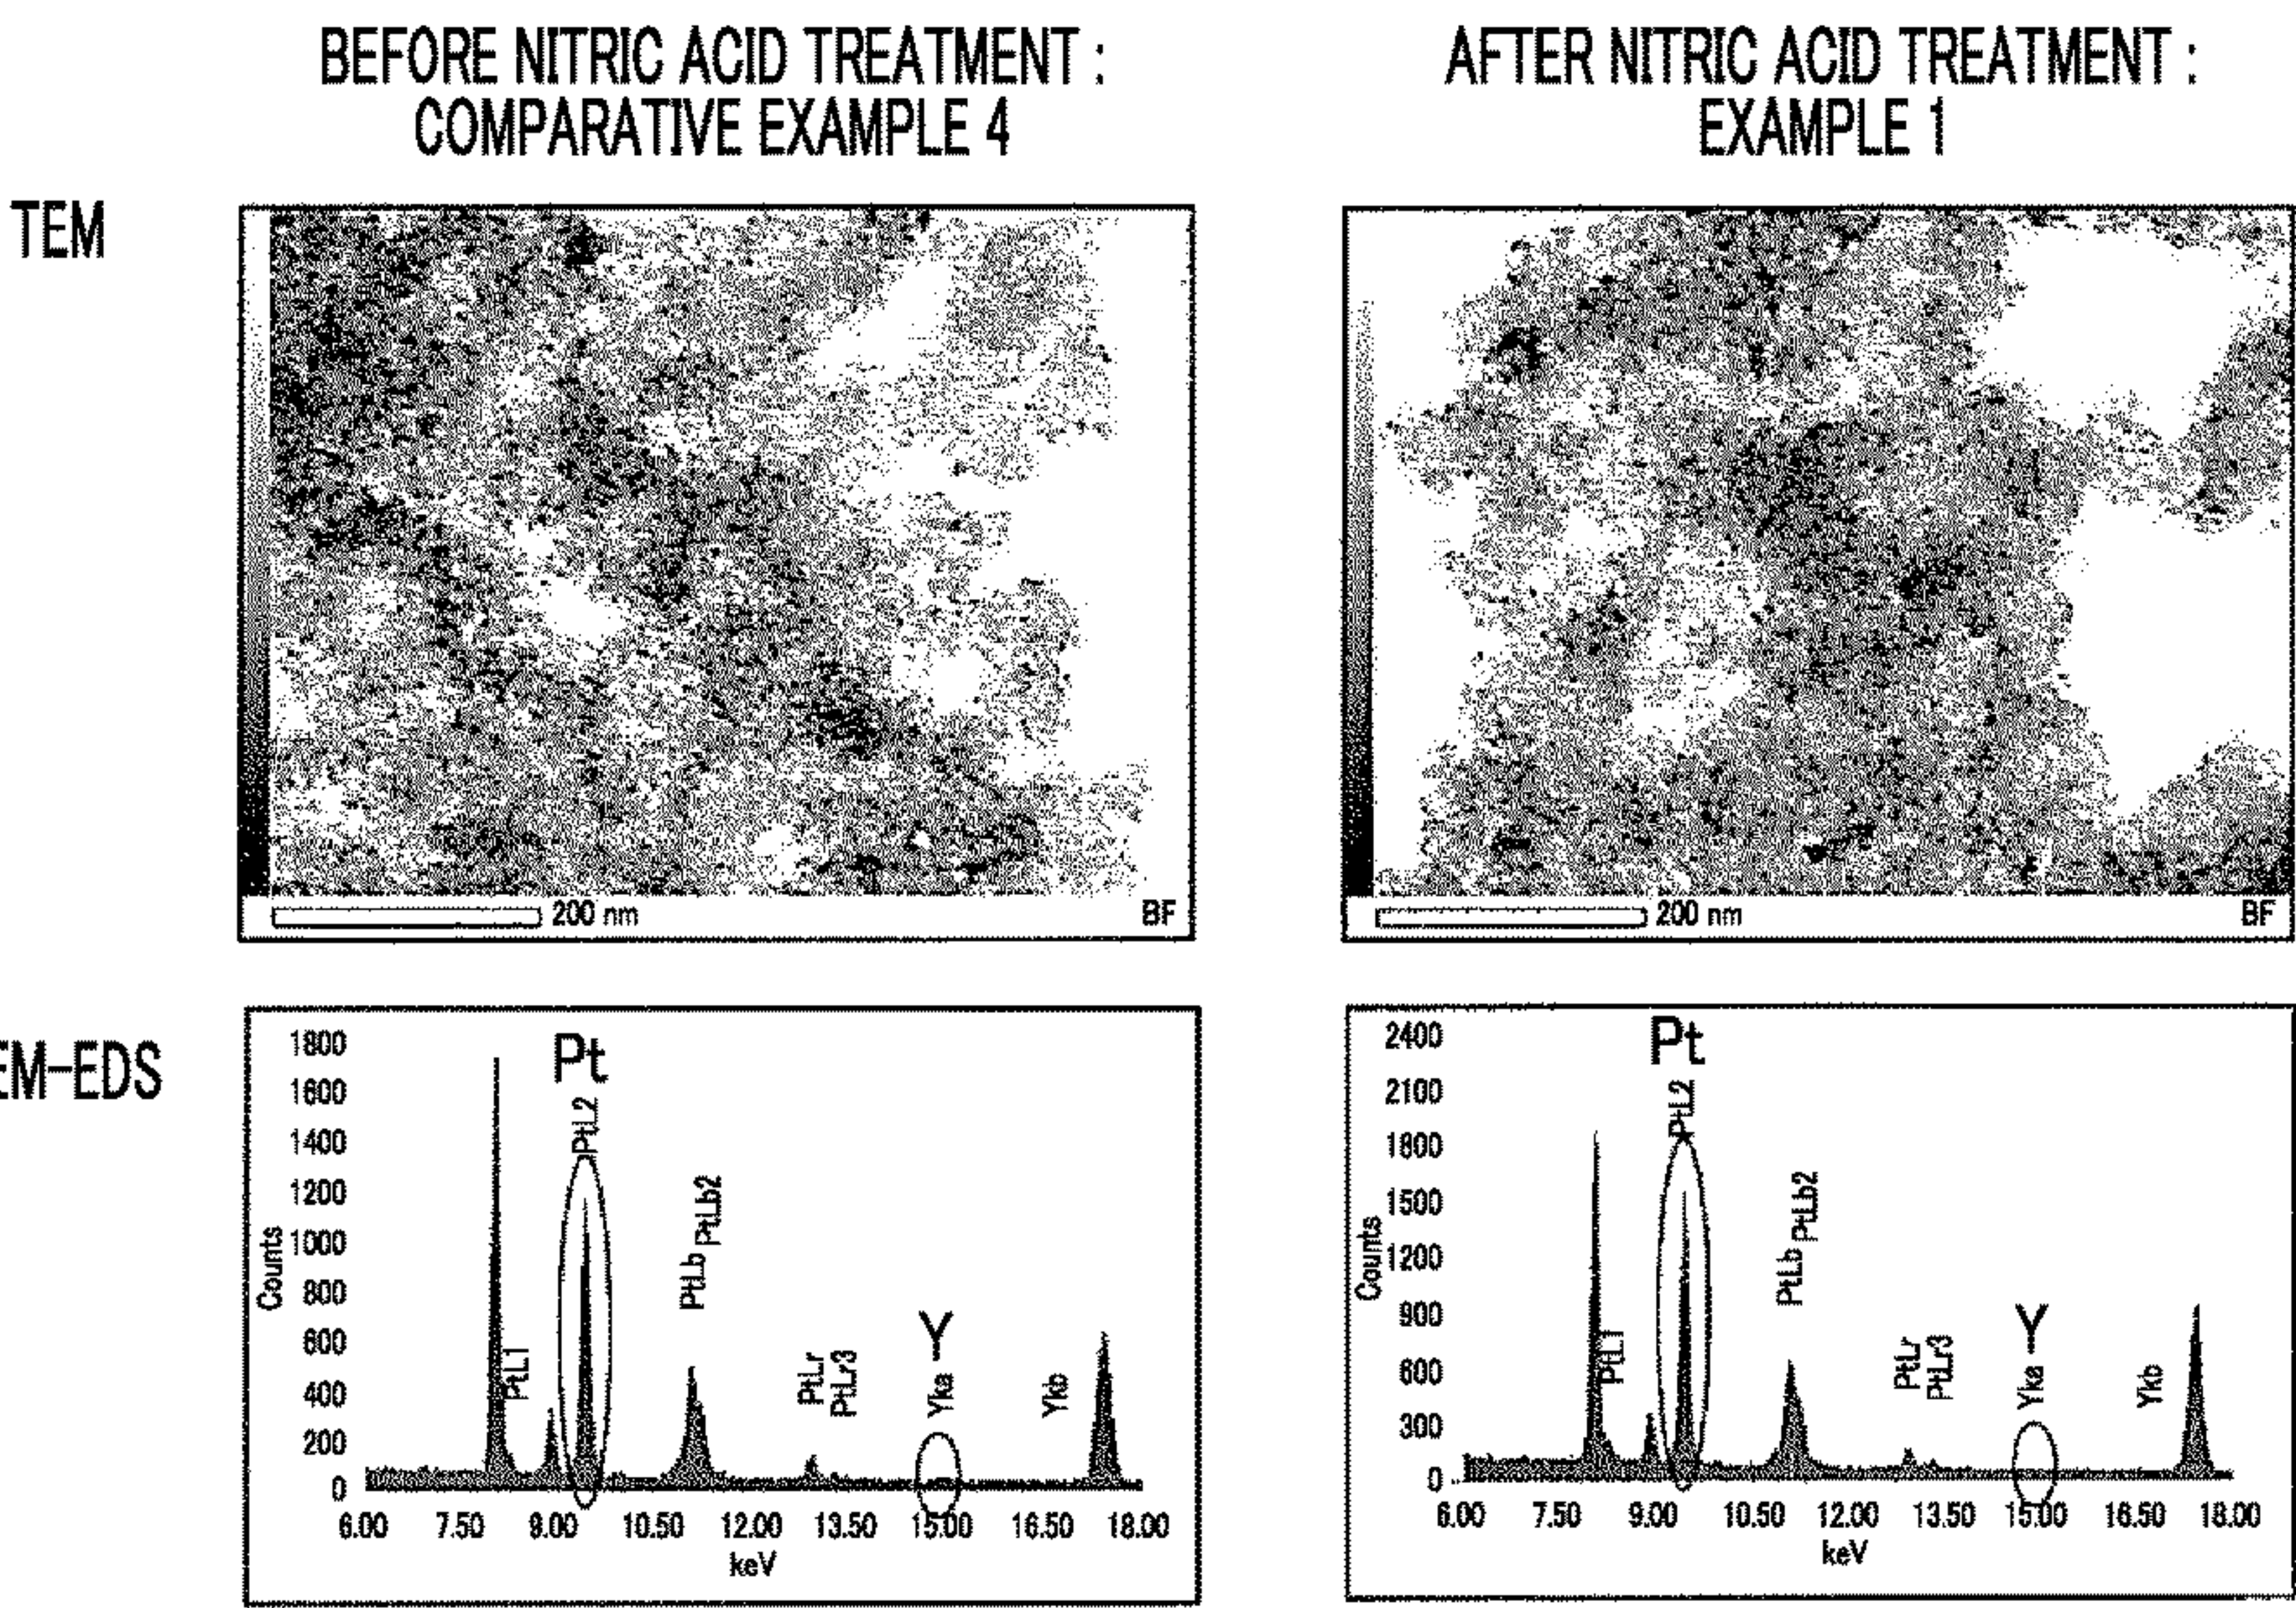 BEFORE NITRIC ACID TREATMENT :
COMPARATIVE EXAMPLE 4
AFTER NITRIC ACID TREATMENT :
EXAMPLE 1
TEM
200 nm
BF
200 nm
BF
EM-EDS
1800
1600
1400
1200
1000
800
600
400
200
0
Counts
Pt
PtL2
PtL1
PtLb
PtLb2
PtLr
PtLr3
Y
Yka
Ykb
6.00 7.50 9.00 10.50 12.00 13.50 15.00 16.50 18.00
keV
2400
2100
1800
1500
1200
900
600
300
0
Counts
Pt
PtL2
PtL1
PtLb
PtLb2
PtLr
PtLr3
Y
Yka
Ykb
6.00 7.50 9.00 10.50 12.00 13.50 15.00 16.50 18.00
keV